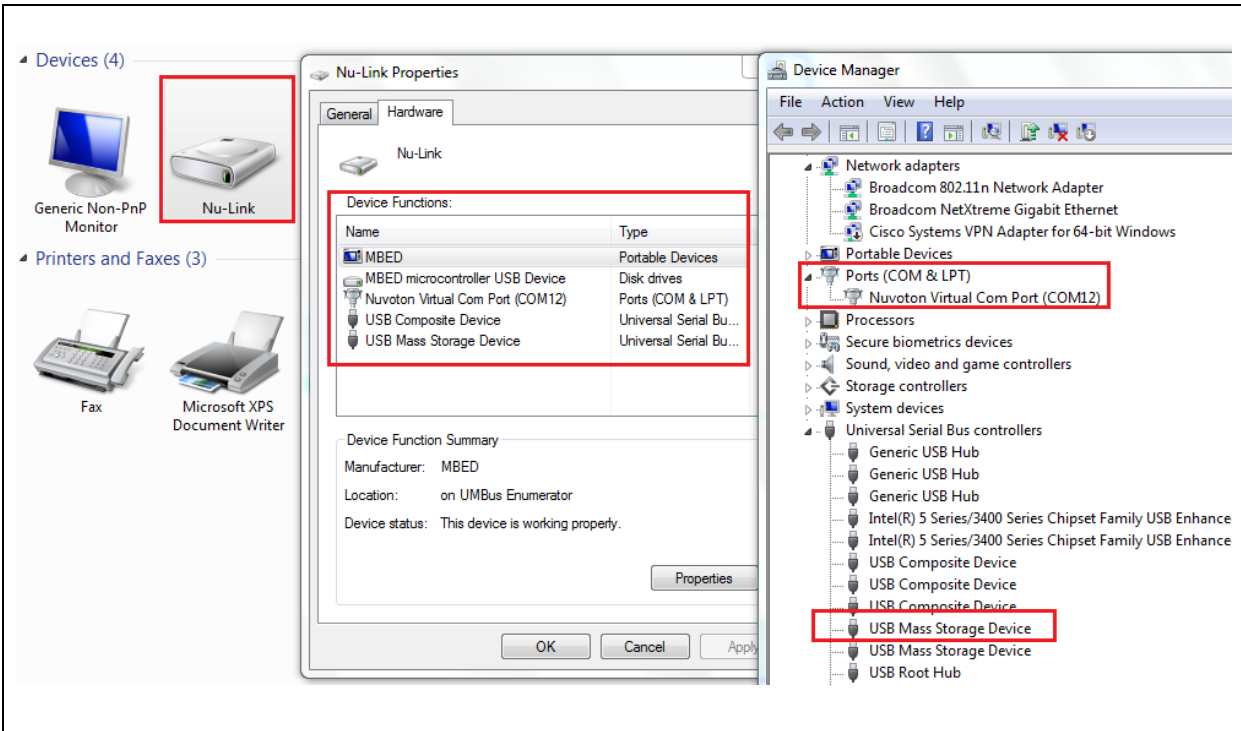 Devices (4)
Generic Non-PnP
Monitor
Nu-Link
Printers and Faxes (3)
Fax
Microsoft XPS
Document Writer
Nu-Link Properties
General Hardware
Nu-Link
Device Functions:
Name Type
MBED Portable Devices
MBED microcontroller USB Device Disk drives
Nuvoton Virtual Com Port (COM12) Ports (COM & LPT)
USB Composite Device Universal Serial Bu...
USB Mass Storage Device Universal Serial Bu...
Device Function Summary
Manufacturer: MBED
Location: on UMBus Enumerator
Device status: This device is working properly.
Properties
OK Cancel Apply
Device Manager
File Action View Help
Network adapters
Broadcom 802.11n Network Adapter
Broadcom NetXtreme Gigabit Ethernet
Cisco Systems VPN Adapter for 64-bit Windows
Portable Devices
Ports (COM & LPT)
Nuvoton Virtual Com Port (COM12)
Processors
Secure biometrics devices
Sound, video and game controllers
Storage controllers
System devices
Universal Serial Bus controllers
Generic USB Hub
Generic USB Hub
Generic USB Hub
Intel(R) 5 Series/3400 Series Chipset Family USB Enhance
Intel(R) 5 Series/3400 Series Chipset Family USB Enhance
USB Composite Device
USB Composite Device
USB Composite Device
USB Mass Storage Device
USB Mass Storage Device
USB Root Hub